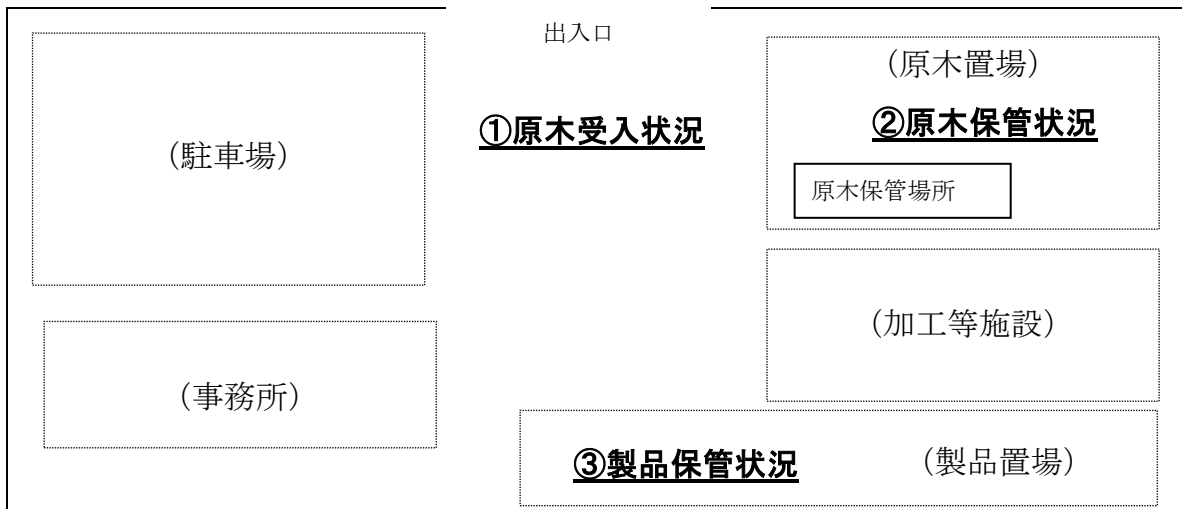 出入口
(駐車場)
①原木受入状況
(原木置場)
②原木保管状況
原木保管場所
(加工等施設)
(事務所)
③製品保管状況
(製品置場)